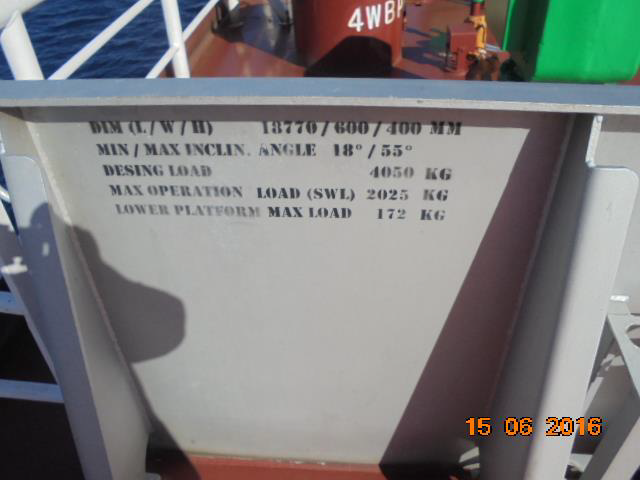 4WB
DIM (L/W/H) 18770/600/400 MM
MIN/MAX INCLIN. ANGLE 18°/55°
DESING LOAD 4050 KG
MAX OPERATION LOAD (SWL) 2025 KG
LOWER PLATFORM MAX LOAD 172 KG
15 06 2016